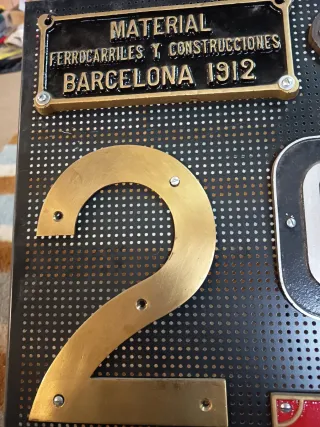 MATERIAL
FERROCARRILES Y CONSTRUCCIONES
BARCELONA 1912
2